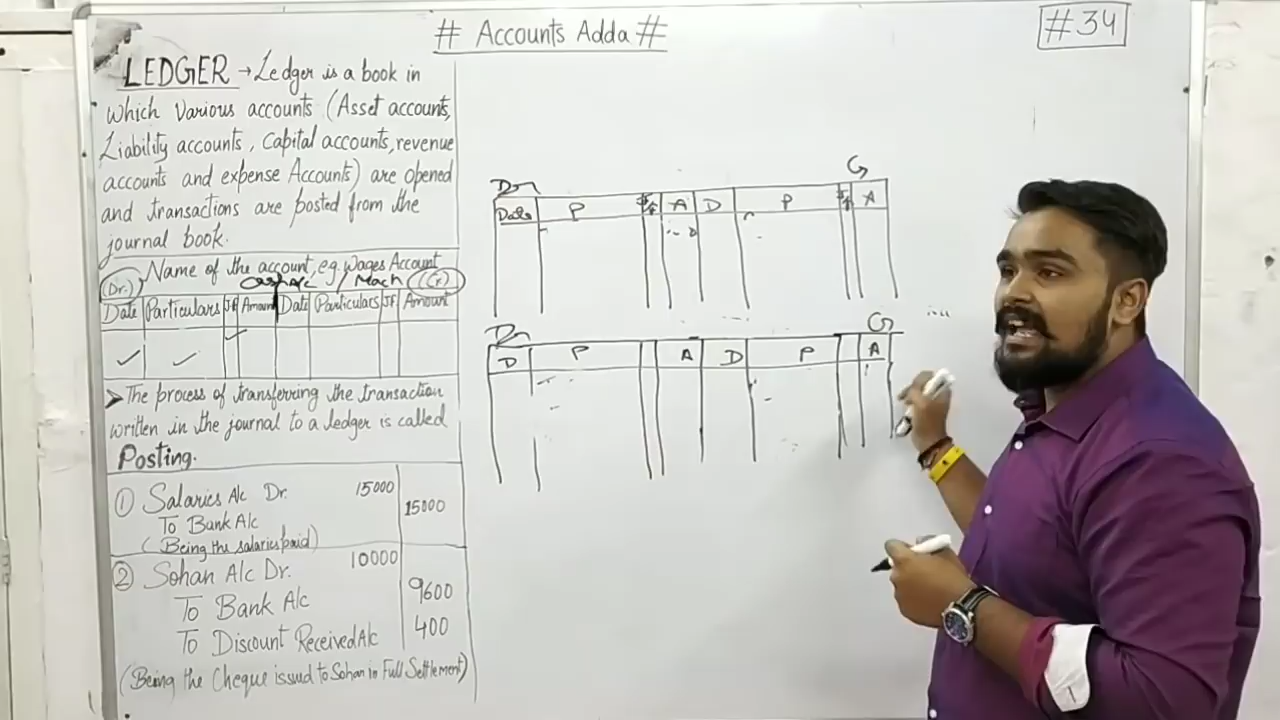 # Accounts Adda #
#34
LEDGER → Ledger is a book in
which various accounts (Asset accounts,
Liability accounts, Capital accounts, revenue
accounts and expense Accounts) are opened
and transactions are posted from the
journal book.
Name of the account, e.g. Wages Account
Cash A/c / Mach
(Dr.) (Cr)
Date Particulars JF Amount Date Particulars JF Amount
➤ The process of transferring the transaction
written in the journal to a ledger is called
Posting.
① Salaries A/c Dr. 15000
To Bank A/c 15000
(Being the salaries paid)
② Sohan A/c Dr. 10000
To Bank A/c 9600
To Discount Received A/c 400
(Being the Cheque issued to Sohan in Full Settlement)
Dr Cr
Date P A D P A
Dr Cr
D P A D P A